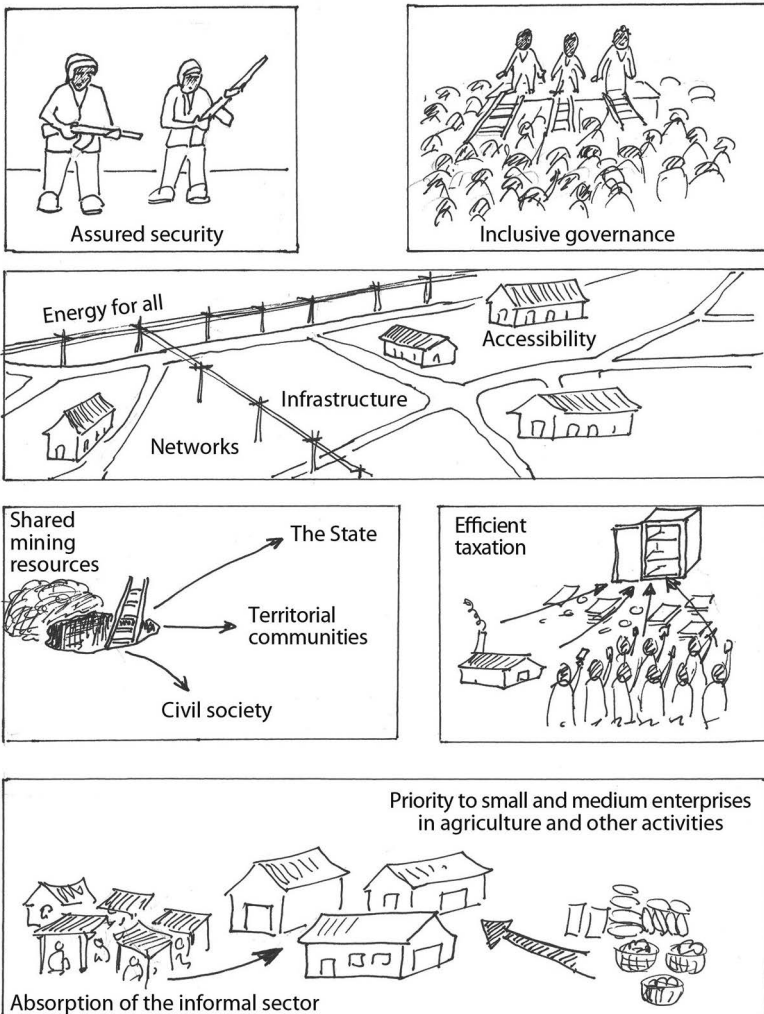 Assured security
Inclusive governance
Energy for all
Accessibility
Infrastructure
Networks
Shared
mining
resources
The State
Territorial
communities
Civil society
Efficient
taxation
Priority to small and medium enterprises
in agriculture and other activities
Absorption of the informal sector